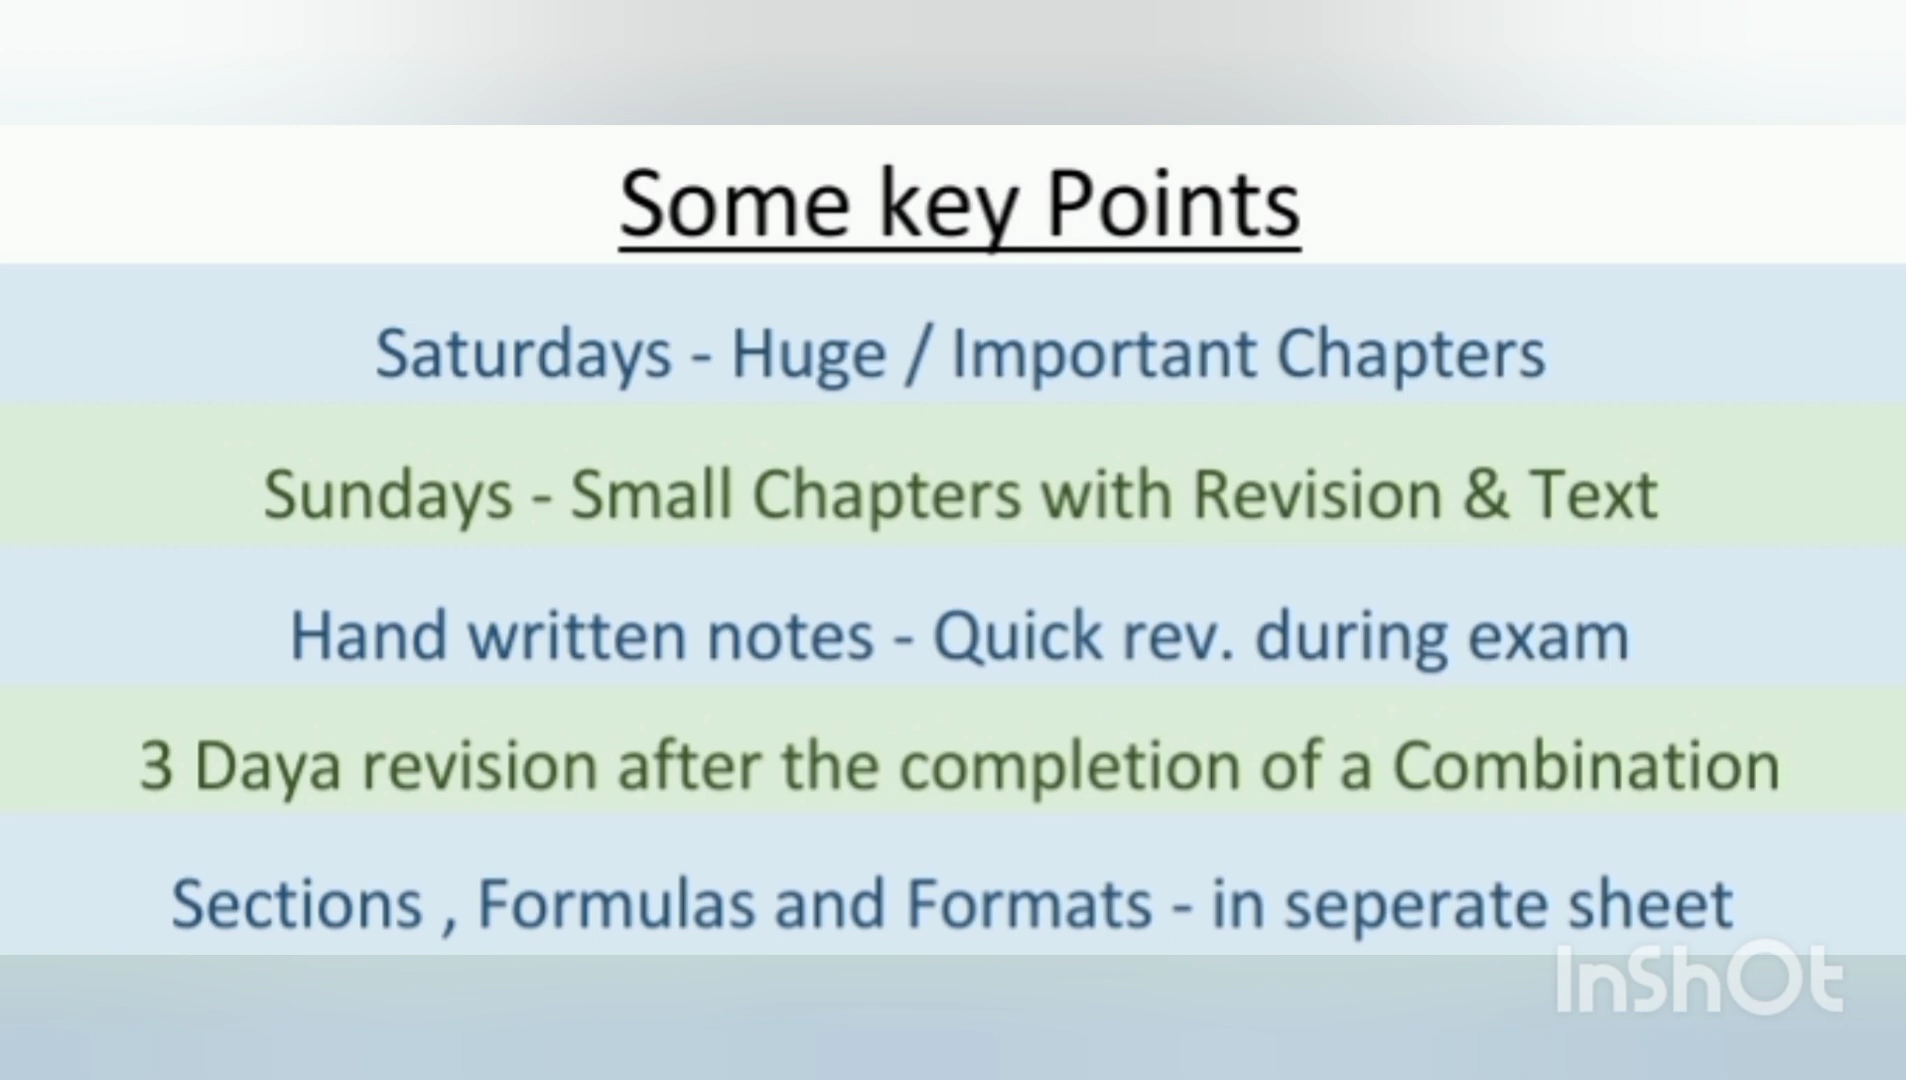 Some key Points
Saturdays - Huge / Important Chapters
Sundays - Small Chapters with Revision & Text
Hand written notes - Quick rev. during exam
3 Daya revision after the completion of a Combination
Sections , Formulas and Formats - in seperate sheet
InShOt